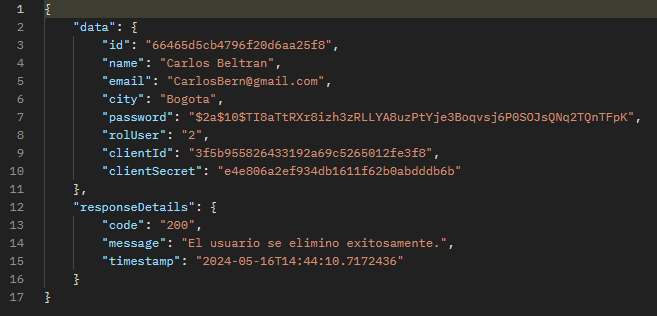 1 {
2 "data": {
3 "id": "66465d5cb4796f20d6aa25f8",
4 "name": "Carlos Beltran",
5 "email": "CarlosBern@gmail.com",
6 "city": "Bogota",
7 "password": "$2a$10$TI8aTtRXr8izh3zRLLYA8uzPtYje3Boqvsj6P0SOJsQNq2TQnTFpK",
8 "rolUser": "2",
9 "clientId": "3f5b955826433192a69c5265012fe3f8",
10 "clientSecret": "e4e806a2ef934db1611f62b0abdddb6b"
11 },
12 "responseDetails": {
13 "code": "200",
14 "message": "El usuario se elimino exitosamente.",
15 "timestamp": "2024-05-16T14:44:10.7172436"
16 }
17 }